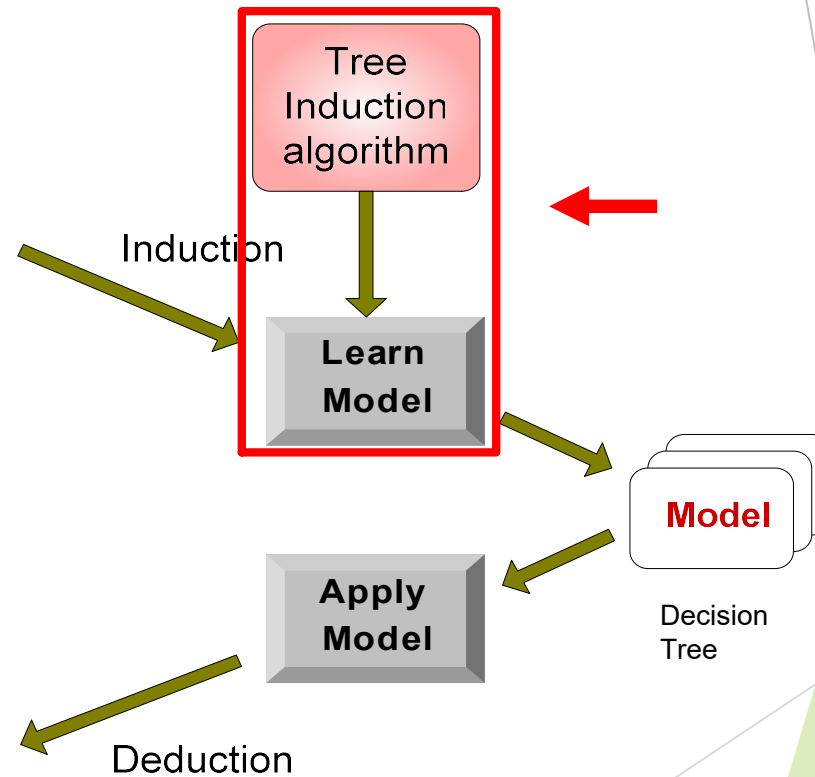 Tree
Induction
algorithm
Induction
Learn
Model
Model
Apply
Model
Decision
Tree
Deduction